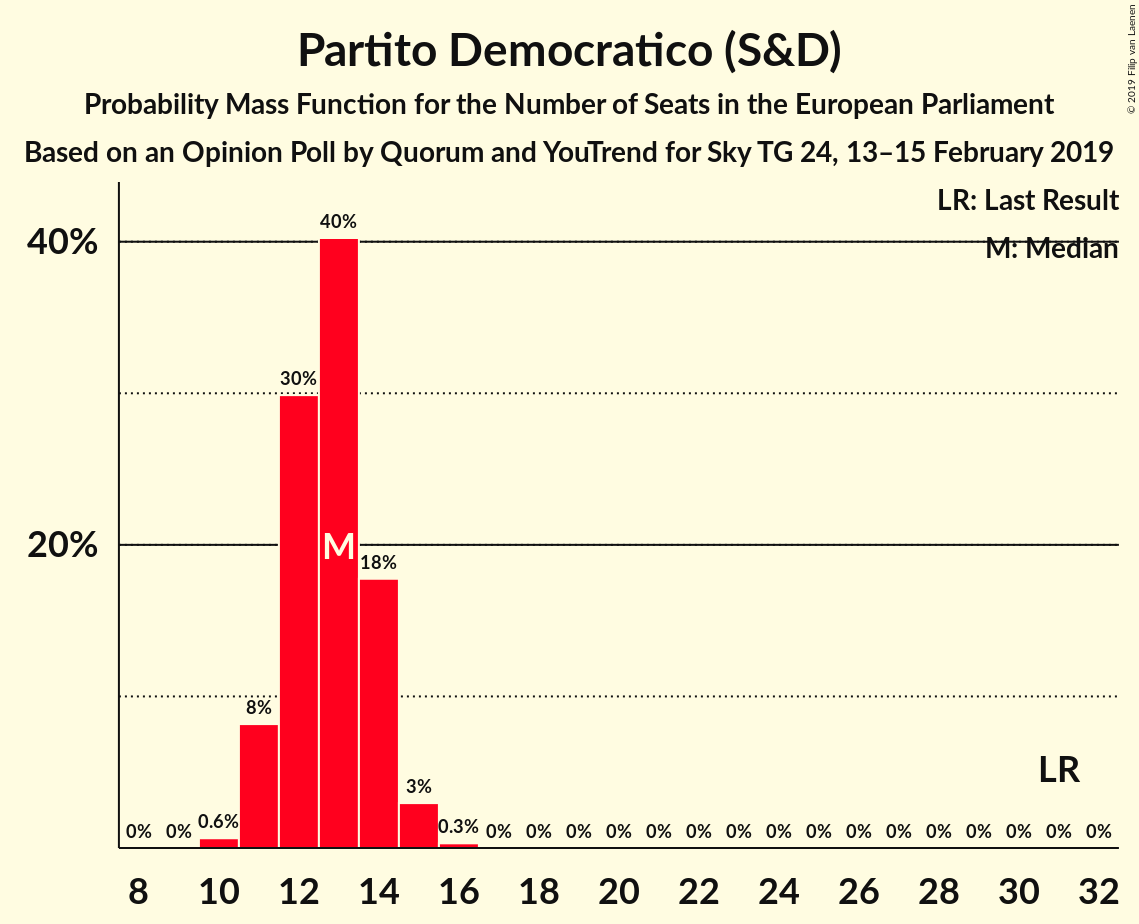 Partito Democratico (S&D)
Probability Mass Function for the Number of Seats in the European Parliament
Based on an Opinion Poll by Quorum and YouTrend for Sky TG 24, 13–15 February 2019
© 2019 Filip van Laenen
LR: Last Result
M: Median
40%
20%
0% 0% 0.6% 8% 30% 40% 18% 3% 0.3% 0% 0% 0% 0% 0% 0% 0% 0% 0% 0% 0% 0% 0% 0% 0% 0%
M
LR
8 10 12 14 16 18 20 22 24 26 28 30 32